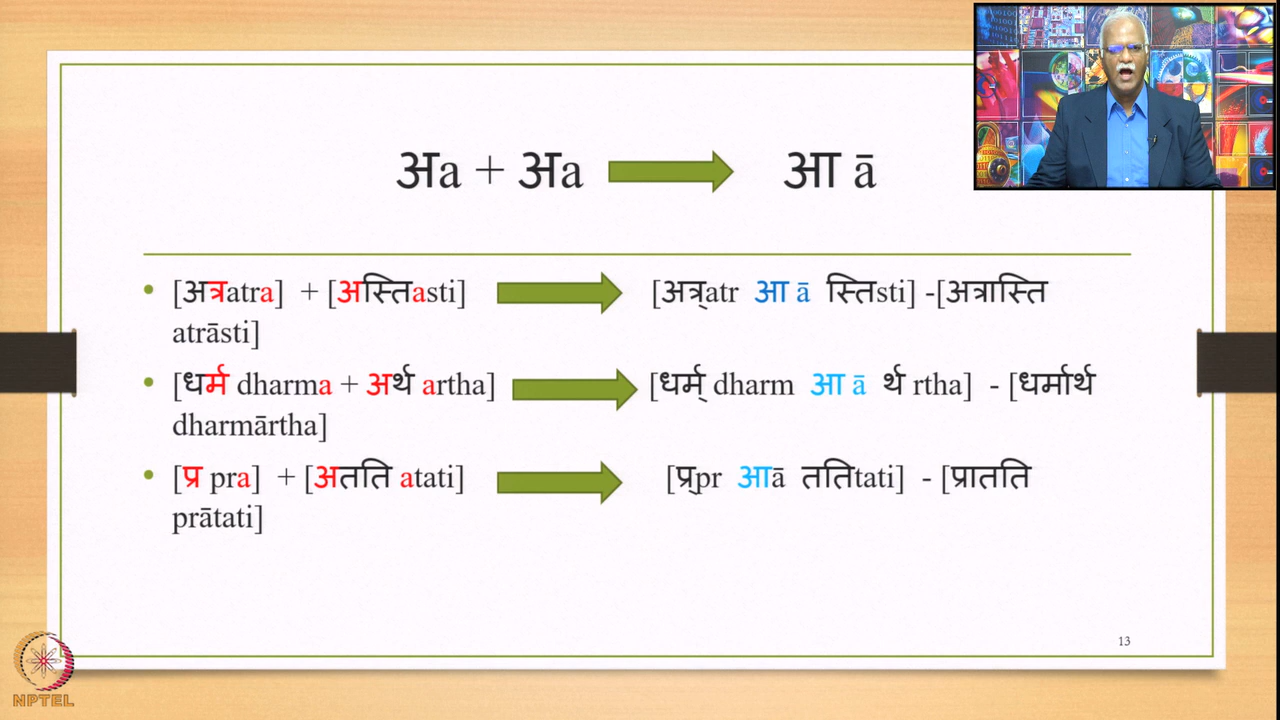 अa + अa आ ā
[अत्रatra] + [अस्तिasti] [अत्र्atr आ ā स्तिsti] -[अत्रास्ति
atrāsti]
[धर्म dharma + अर्थ artha] [धर्म् dharm आ ā र्थ rtha] - [धर्मार्थ
dharmārtha]
[प्र pra] + [अतति atati] [प्र्pr आā ततिtati] - [प्रातति
prātati]
13
NPTEL